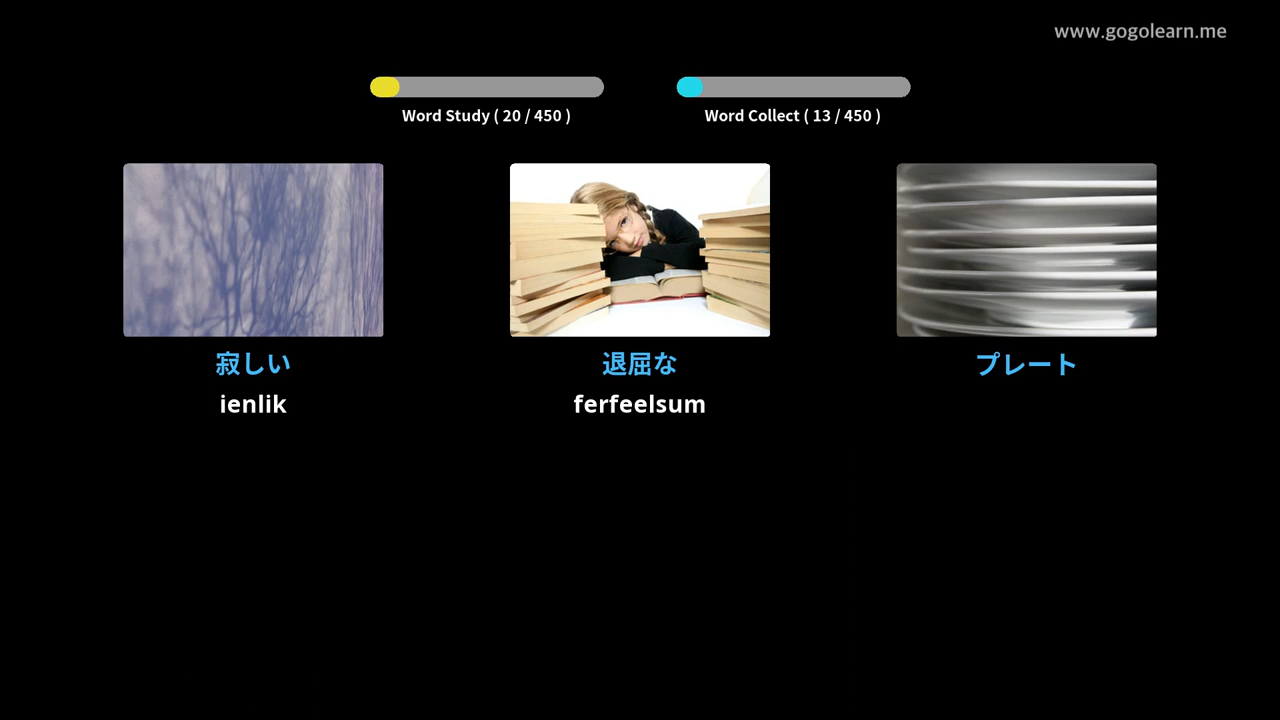 www.gogolearn.me
Word Study ( 20 / 450 )
Word Collect ( 13 / 450 )
寂しい
ienlik
退屈な
ferfeelsum
プレート